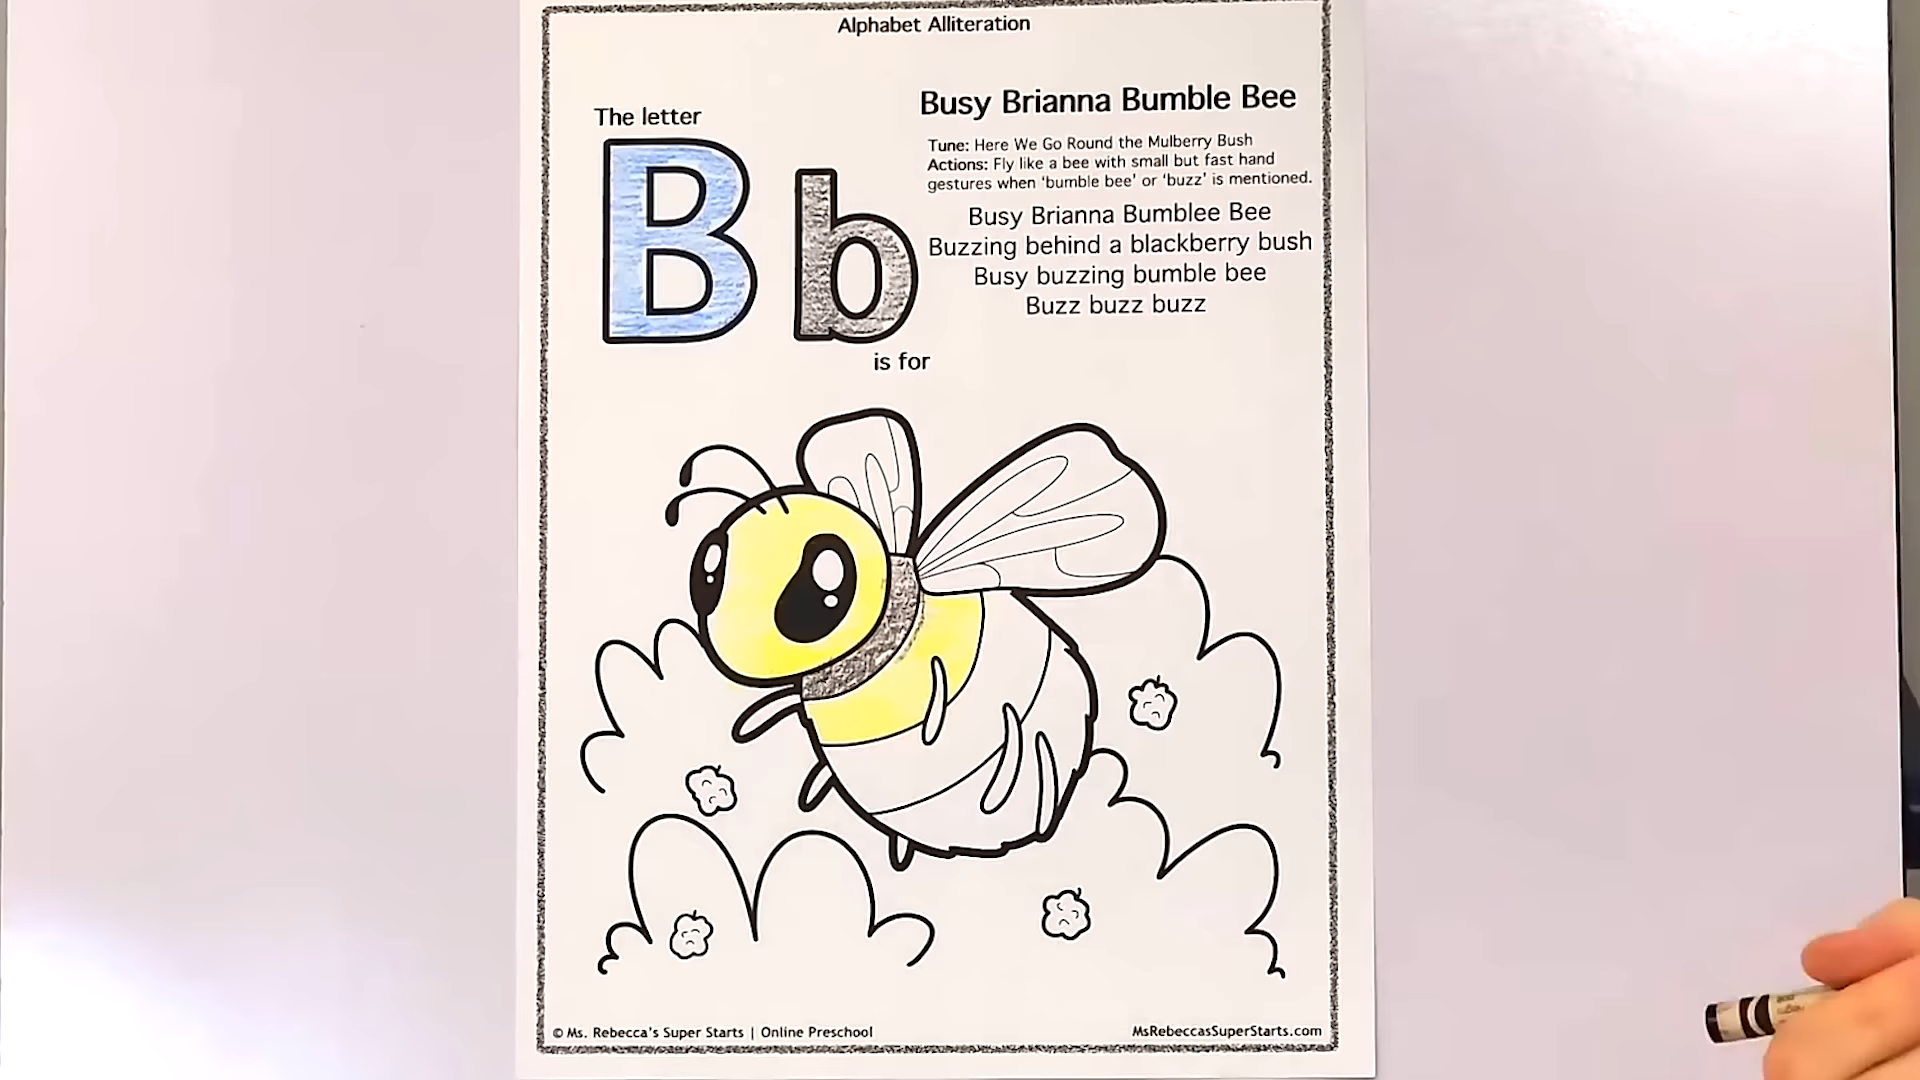 Alphabet Alliteration
The letter
Bb
is for
Busy Brianna Bumble Bee
Tune: Here We Go Round the Mulberry Bush
Actions: Fly like a bee with small but fast hand
gestures when ‘bumble bee’ or ‘buzz’ is mentioned.
Busy Brianna Bumblee Bee
Buzzing behind a blackberry bush
Busy buzzing bumble bee
Buzz buzz buzz
© Ms. Rebecca's Super Starts | Online Preschool
MsRebeccasSuperStarts.com